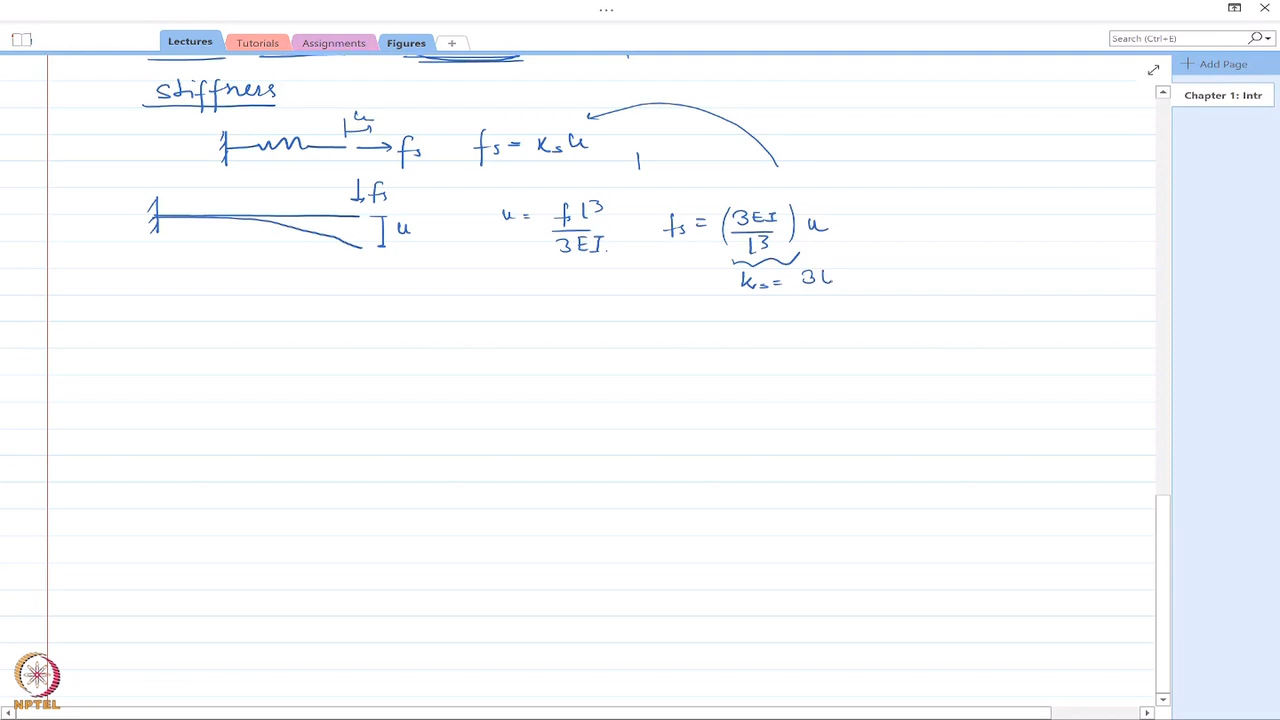 Lectures Tutorials Assignments Figures
Search (Ctrl+E)
Add Page
Chapter 1: Intr
stiffness
u
fs fs = ks u
fs
u
u = fs l³ / 3EI.
fs = (3EI / l³) u
ks =
NPTEL